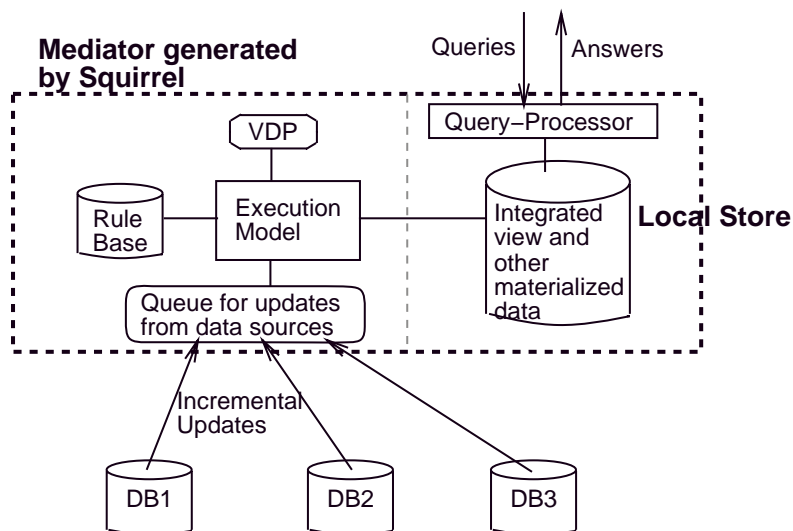 Mediator generated
by Squirrel
Queries
Answers
VDP
Query−Processor
Rule
Base
Execution
Model
Integrated
view and
other
materialized
data
Local Store
Queue for updates
from data sources
Incremental
Updates
DB1
DB2
DB3